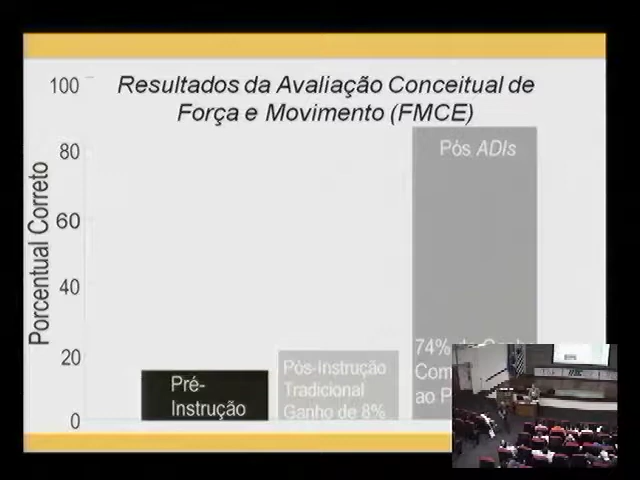 Resultados da Avaliação Conceitual de
Força e Movimento (FMCE)
Porcentual Correto
100
80
60
40
20
0
Pré-
Instrução
Pós-Instrução
Tradicional
Ganho de 8%
Pós ADIs
74%
ao